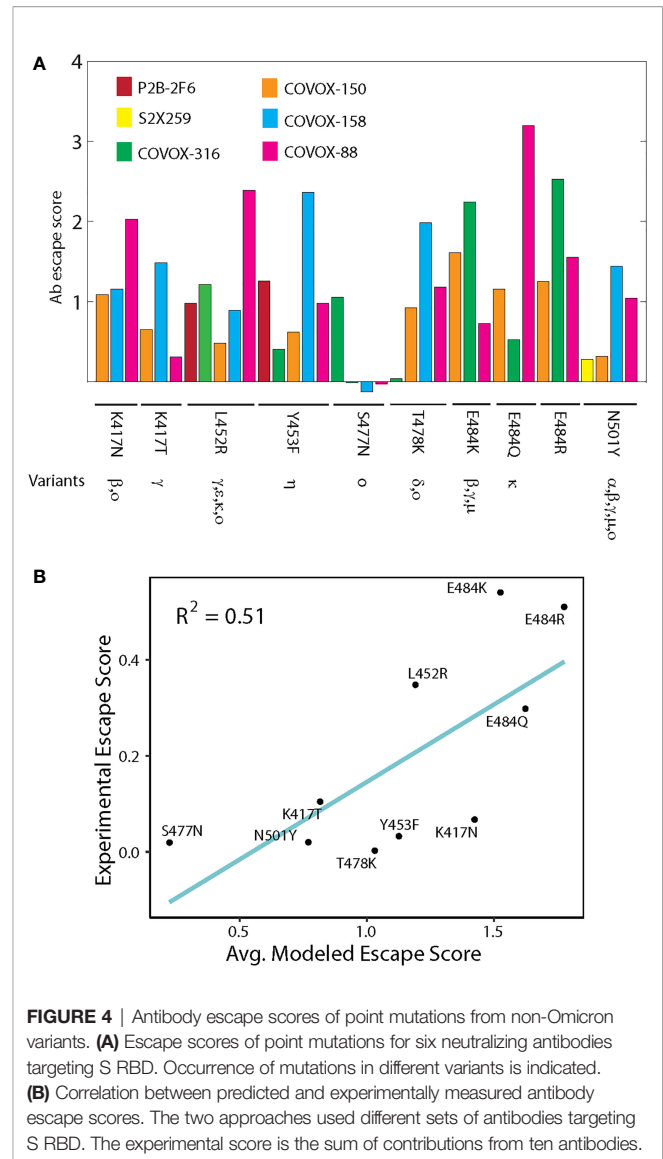 A
4
3
2
1
Ab escape score
P2B-2F6
S2X259
COVOX-316
COVOX-150
COVOX-158
COVOX-88
K417N
K417T
L452R
Y453F
S477N
T478K
E484K
E484Q
E484R
N501Y
Variants
β,ο
γ
γ,ε,κ,ο
η
ο
δ,ο
β,γ,μ
κ
α,β,γ,μ,ο
B
R² = 0.51
Experimental Escape Score
0.4
0.2
0.0
E484K
E484R
L452R
E484Q
K417T
S477N
N501Y
Y453F
K417N
T478K
0.5
1.0
1.5
Avg. Modeled Escape Score
FIGURE 4 | Antibody escape scores of point mutations from non-Omicron
variants. (A) Escape scores of point mutations for six neutralizing antibodies
targeting S RBD. Occurrence of mutations in different variants is indicated.
(B) Correlation between predicted and experimentally measured antibody
escape scores. The two approaches used different sets of antibodies targeting
S RBD. The experimental score is the sum of contributions from ten antibodies.